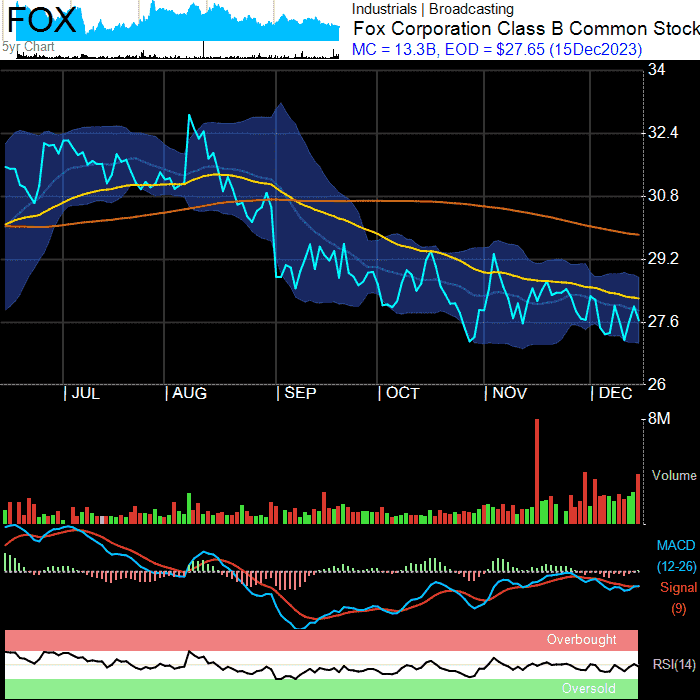 FOX
5yr Chart
Industrials | Broadcasting
Fox Corporation Class B Common Stock
MC = 13.3B, EOD = $27.65 (15Dec2023)
34
32.4
30.8
29.2
27.6
26
| JUL | AUG | SEP | OCT | NOV | DEC
8M
Volume
MACD
(12-26)
Signal
(9)
Overbought
RSI(14)
Oversold